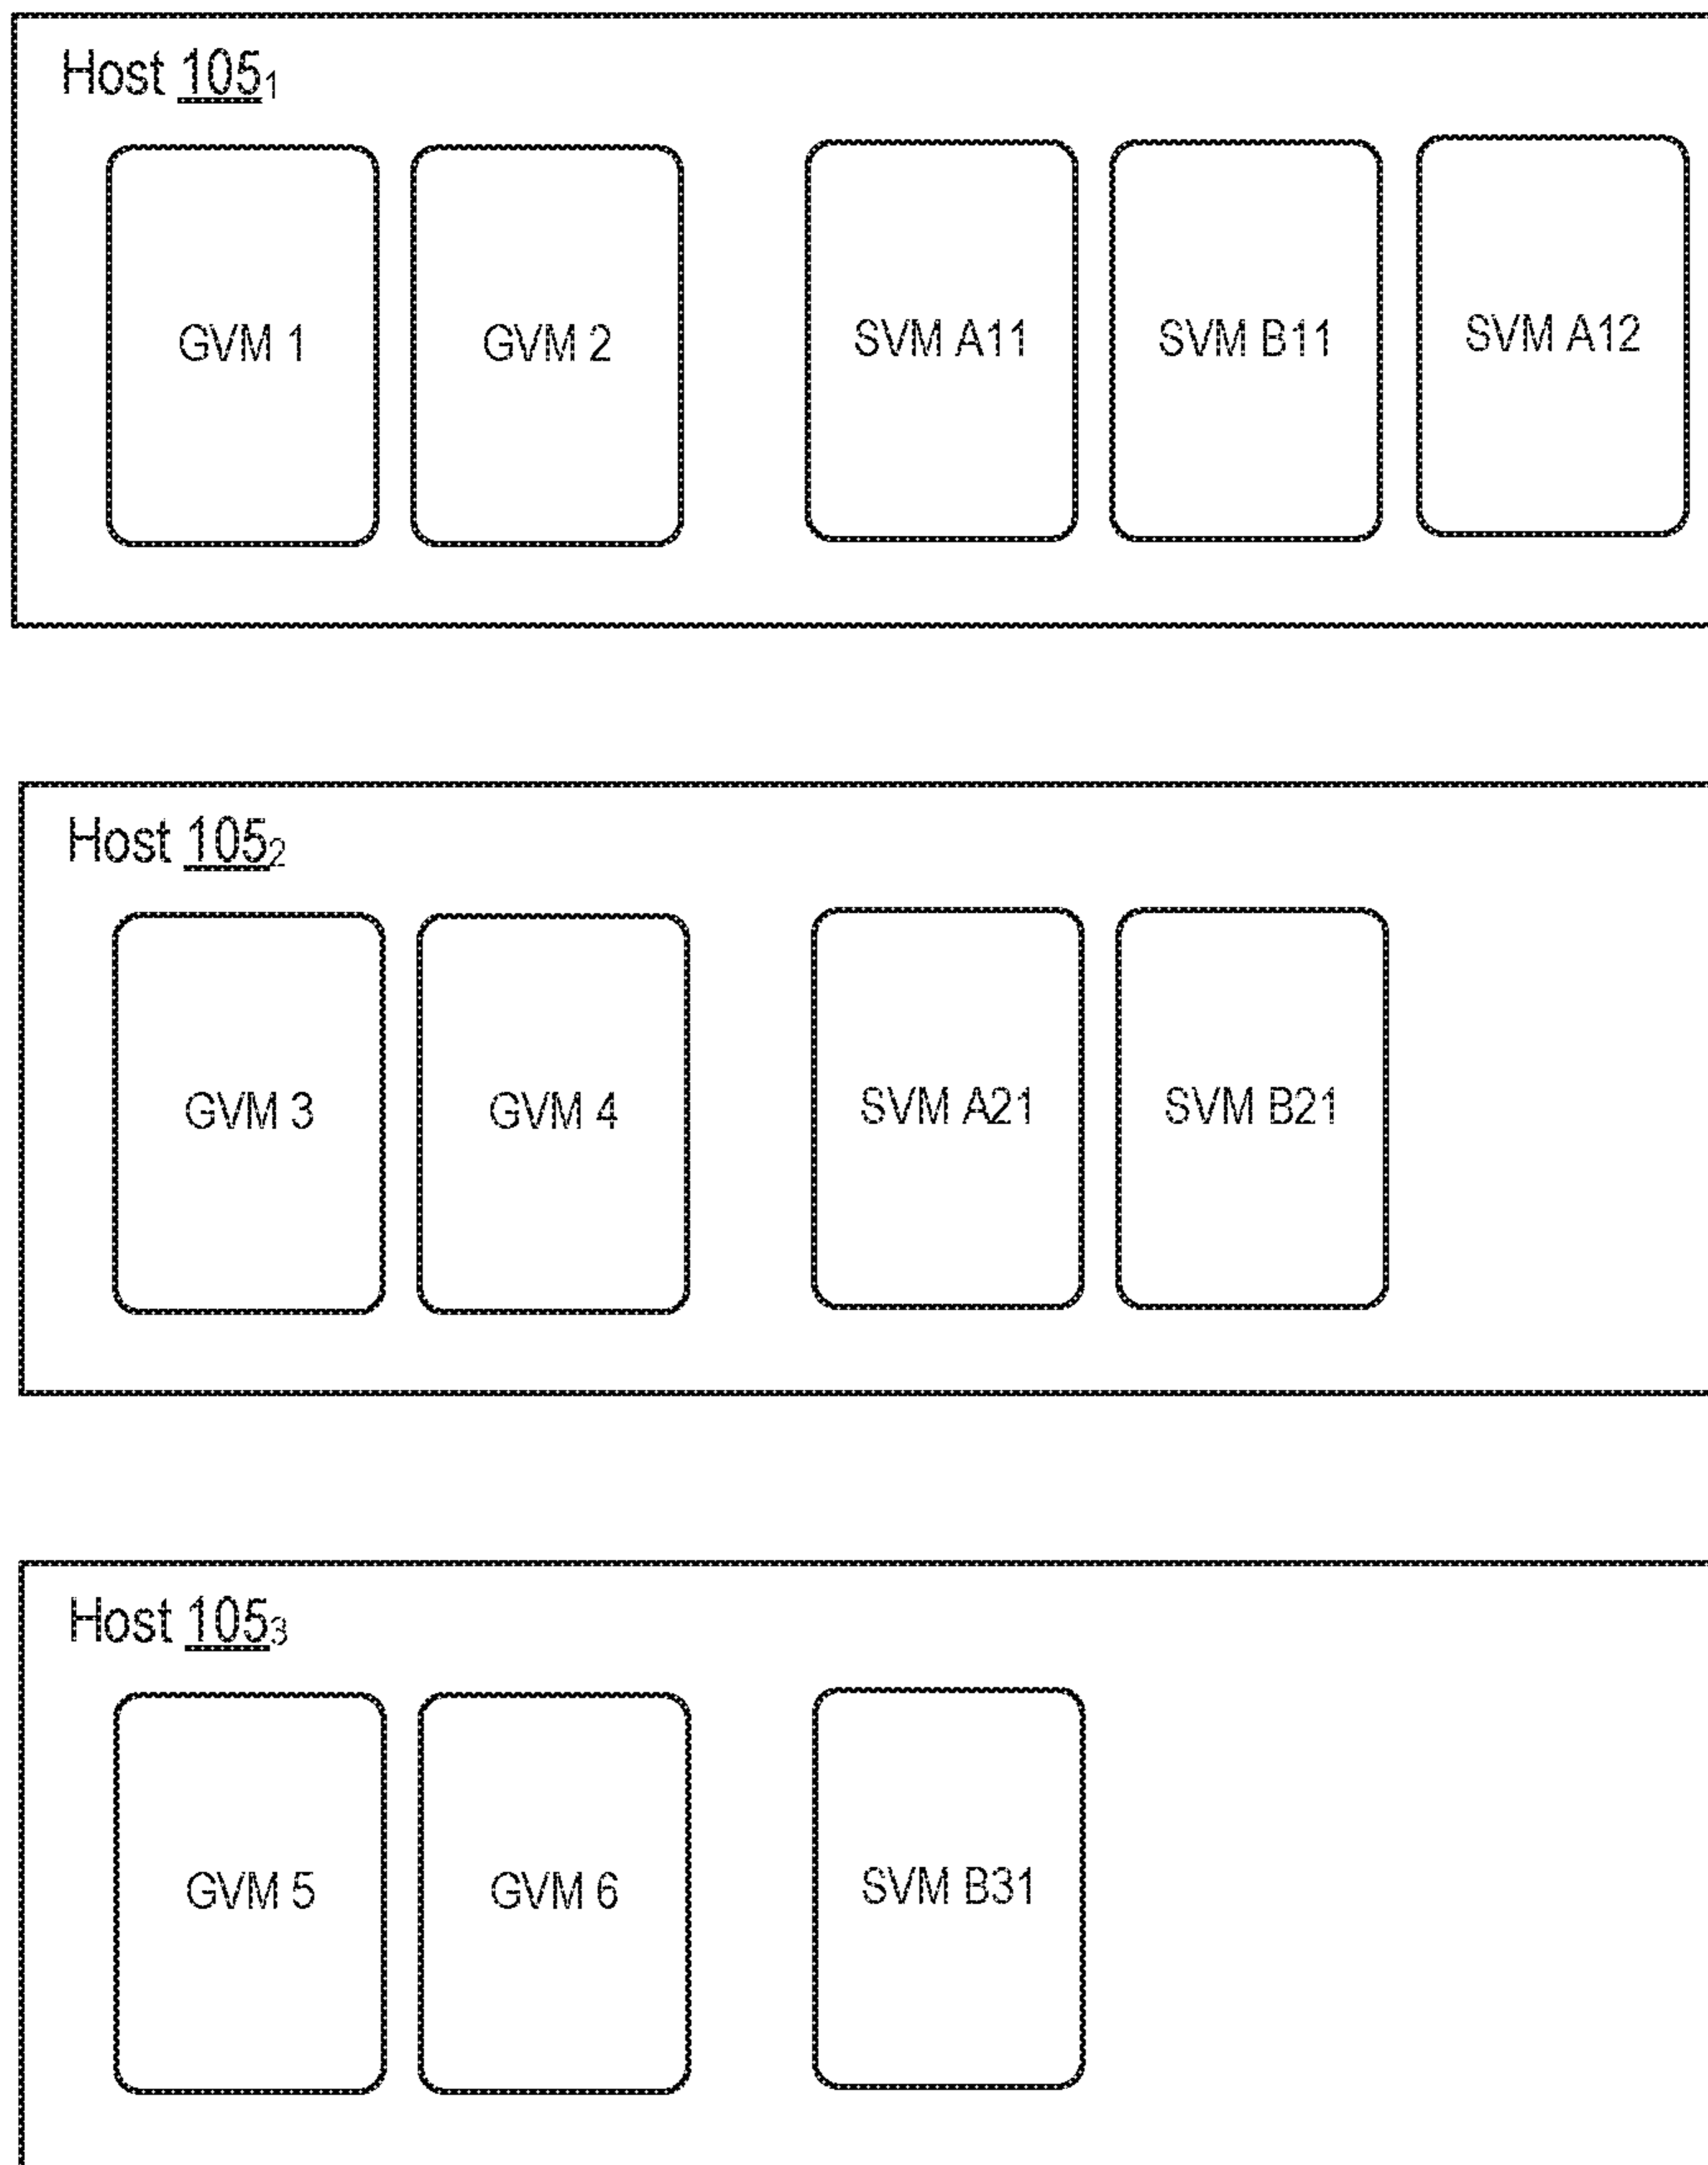 Host 105₁
GVM 1
GVM 2
SVM A11
SVM B11
SVM A12
Host 105₂
GVM 3
GVM 4
SVM A21
SVM B21
Host 105₃
GVM 5
GVM 6
SVM B31